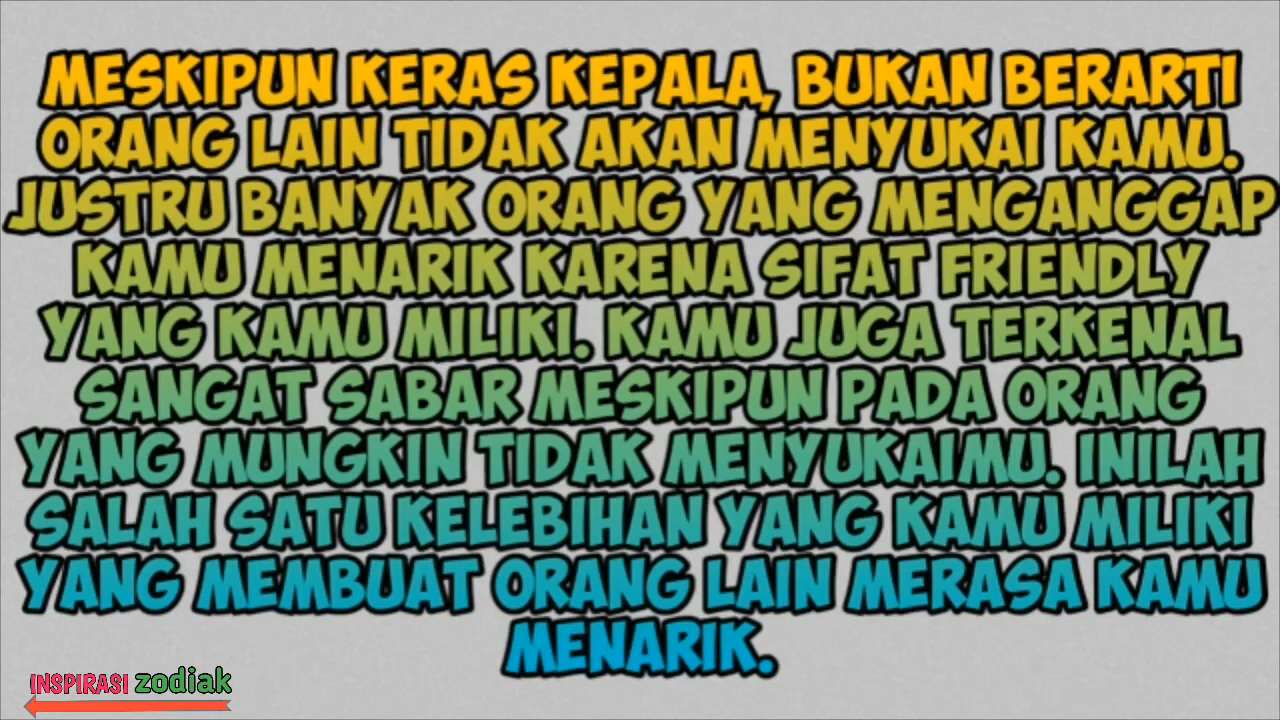 MESKIPUN KERAS KEPALA, BUKAN BERARTI
ORANG LAIN TIDAK AKAN MENYUKAI KAMU.
JUSTRU BANYAK ORANG YANG MENGANGGAP
KAMU MENARIK KARENA SIFAT FRIENDLY
YANG KAMU MILIKI. KAMU JUGA TERKENAL
SANGAT SABAR MESKIPUN PADA ORANG
YANG MUNGKIN TIDAK MENYUKAIMU. INILAH
SALAH SATU KELEBIHAN YANG KAMU MILIKI
YANG MEMBUAT ORANG LAIN MERASA KAMU
MENARIK.
INSPIRASI zodiak